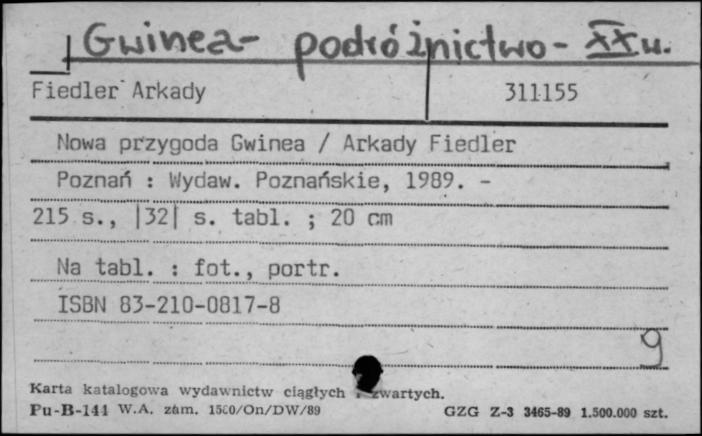 Gwinea - podróżnictwo - XX w.
Fiedler Arkady 311155
Nowa przygoda Gwinea / Arkady Fiedler
Poznań : Wydaw. Poznańskie, 1989. -
215 s., |32| s. tabl. ; 20 cm
Na tabl. : fot., portr.
ISBN 83-210-0817-8
9
Karta katalogowa wydawnictw ciągłych i zwartych.
Pu-B-144 W.A. zam. 1500/On/DW/89 GZG Z-3 3465-89 1.500.000 szt.